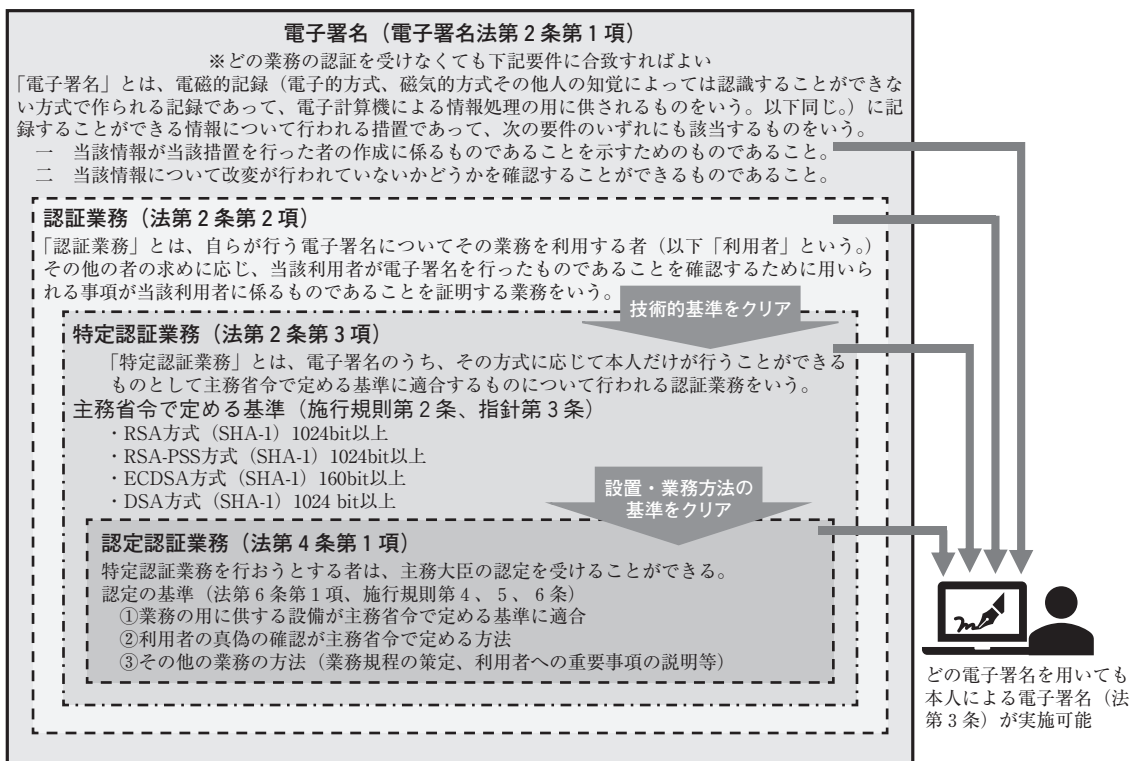 電子署名（電子署名法第２条第１項）
※どの業務の認証を受けなくても下記要件に合致すればよい
「電子署名」とは、電磁的記録（電子的方式、磁気的方式その他人の知覚によっては認識することができな
い方式で作られる記録であって、電子計算機による情報処理の用に供されるものをいう。以下同じ。）に記
録することができる情報について行われる措置であって、次の要件のいずれにも該当するものをいう。
一　当該情報が当該措置を行った者の作成に係るものであることを示すためのものであること。
二　当該情報について改変が行われていないかどうかを確認することができるものであること。
認証業務（法第２条第２項）
「認証業務」とは、自らが行う電子署名についてその業務を利用する者（以下「利用者」という。）
その他の者の求めに応じ、当該利用者が電子署名を行ったものであることを確認するために用いら
れる事項が当該利用者に係るものであることを証明する業務をいう。
技術的基準をクリア
特定認証業務（法第２条第３項）
「特定認証業務」とは、電子署名のうち、その方式に応じて本人だけが行うことができる
ものとして主務省令で定める基準に適合するものについて行われる認証業務をいう。
主務省令で定める基準（施行規則第２条、指針第３条）
・RSA方式（SHA-1）1024bit以上
・RSA-PSS方式（SHA-1）1024bit以上
・ECDSA方式（SHA-1）160bit以上
・DSA方式（SHA-1）1024 bit以上
設置・業務方法の
基準をクリア
認定認証業務（法第４条第１項）
特定認証業務を行おうとする者は、主務大臣の認定を受けることができる。
認定の基準（法第６条第１項、施行規則第４、５、６条）
①業務の用に供する設備が主務省令で定める基準に適合
②利用者の真偽の確認が主務省令で定める方法
③その他の業務の方法（業務規程の策定、利用者への重要事項の説明等）
どの電子署名を用いても
本人による電子署名（法
第３条）が実施可能